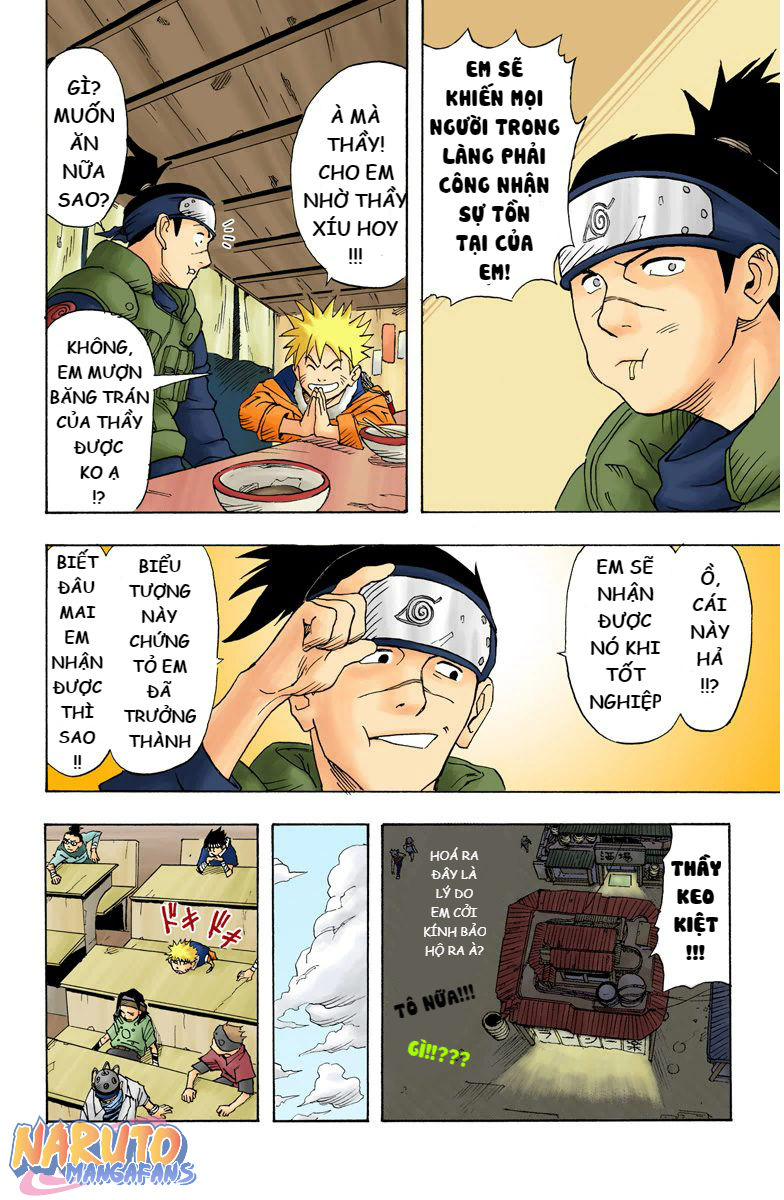 EM SẼ
KHIẾN MỌI
NGƯỜI TRONG
LÀNG PHẢI
CÔNG NHẬN
SỰ TỒN
TẠI CỦA
EM!
À MÀ
THẦY!
CHO EM
NHỜ THẦY
XÍU HOY
!!!
GÌ?
MUỐN
ĂN
NỮA
SAO?
KHÔNG,
EM MƯỢN
BĂNG TRÁN
CỦA THẦY
ĐƯỢC
KO Ạ
!?
Ồ,
CÁI
NÀY
HẢ
!!?
EM SẼ
NHẬN
ĐƯỢC
NÓ KHI
TỐT
NGHIỆP
BIỂU
TƯỢNG
NÀY
CHỨNG
TỎ EM
ĐÃ
TRƯỞNG
THÀNH
BIẾT
ĐÂU
MAI
EM
NHẬN
ĐƯỢC
THÌ
SAO
!!
THẦY
KEO
KIỆT
!!!
HOÁ RA
ĐÂY LÀ
LÝ DO
EM CỞI
KÍNH BẢO
HỘ RA À?
酒場
TÔ NỮA!!!
GÌ!!???
ドキ
ドキ
NARUTO
MANGAFANS